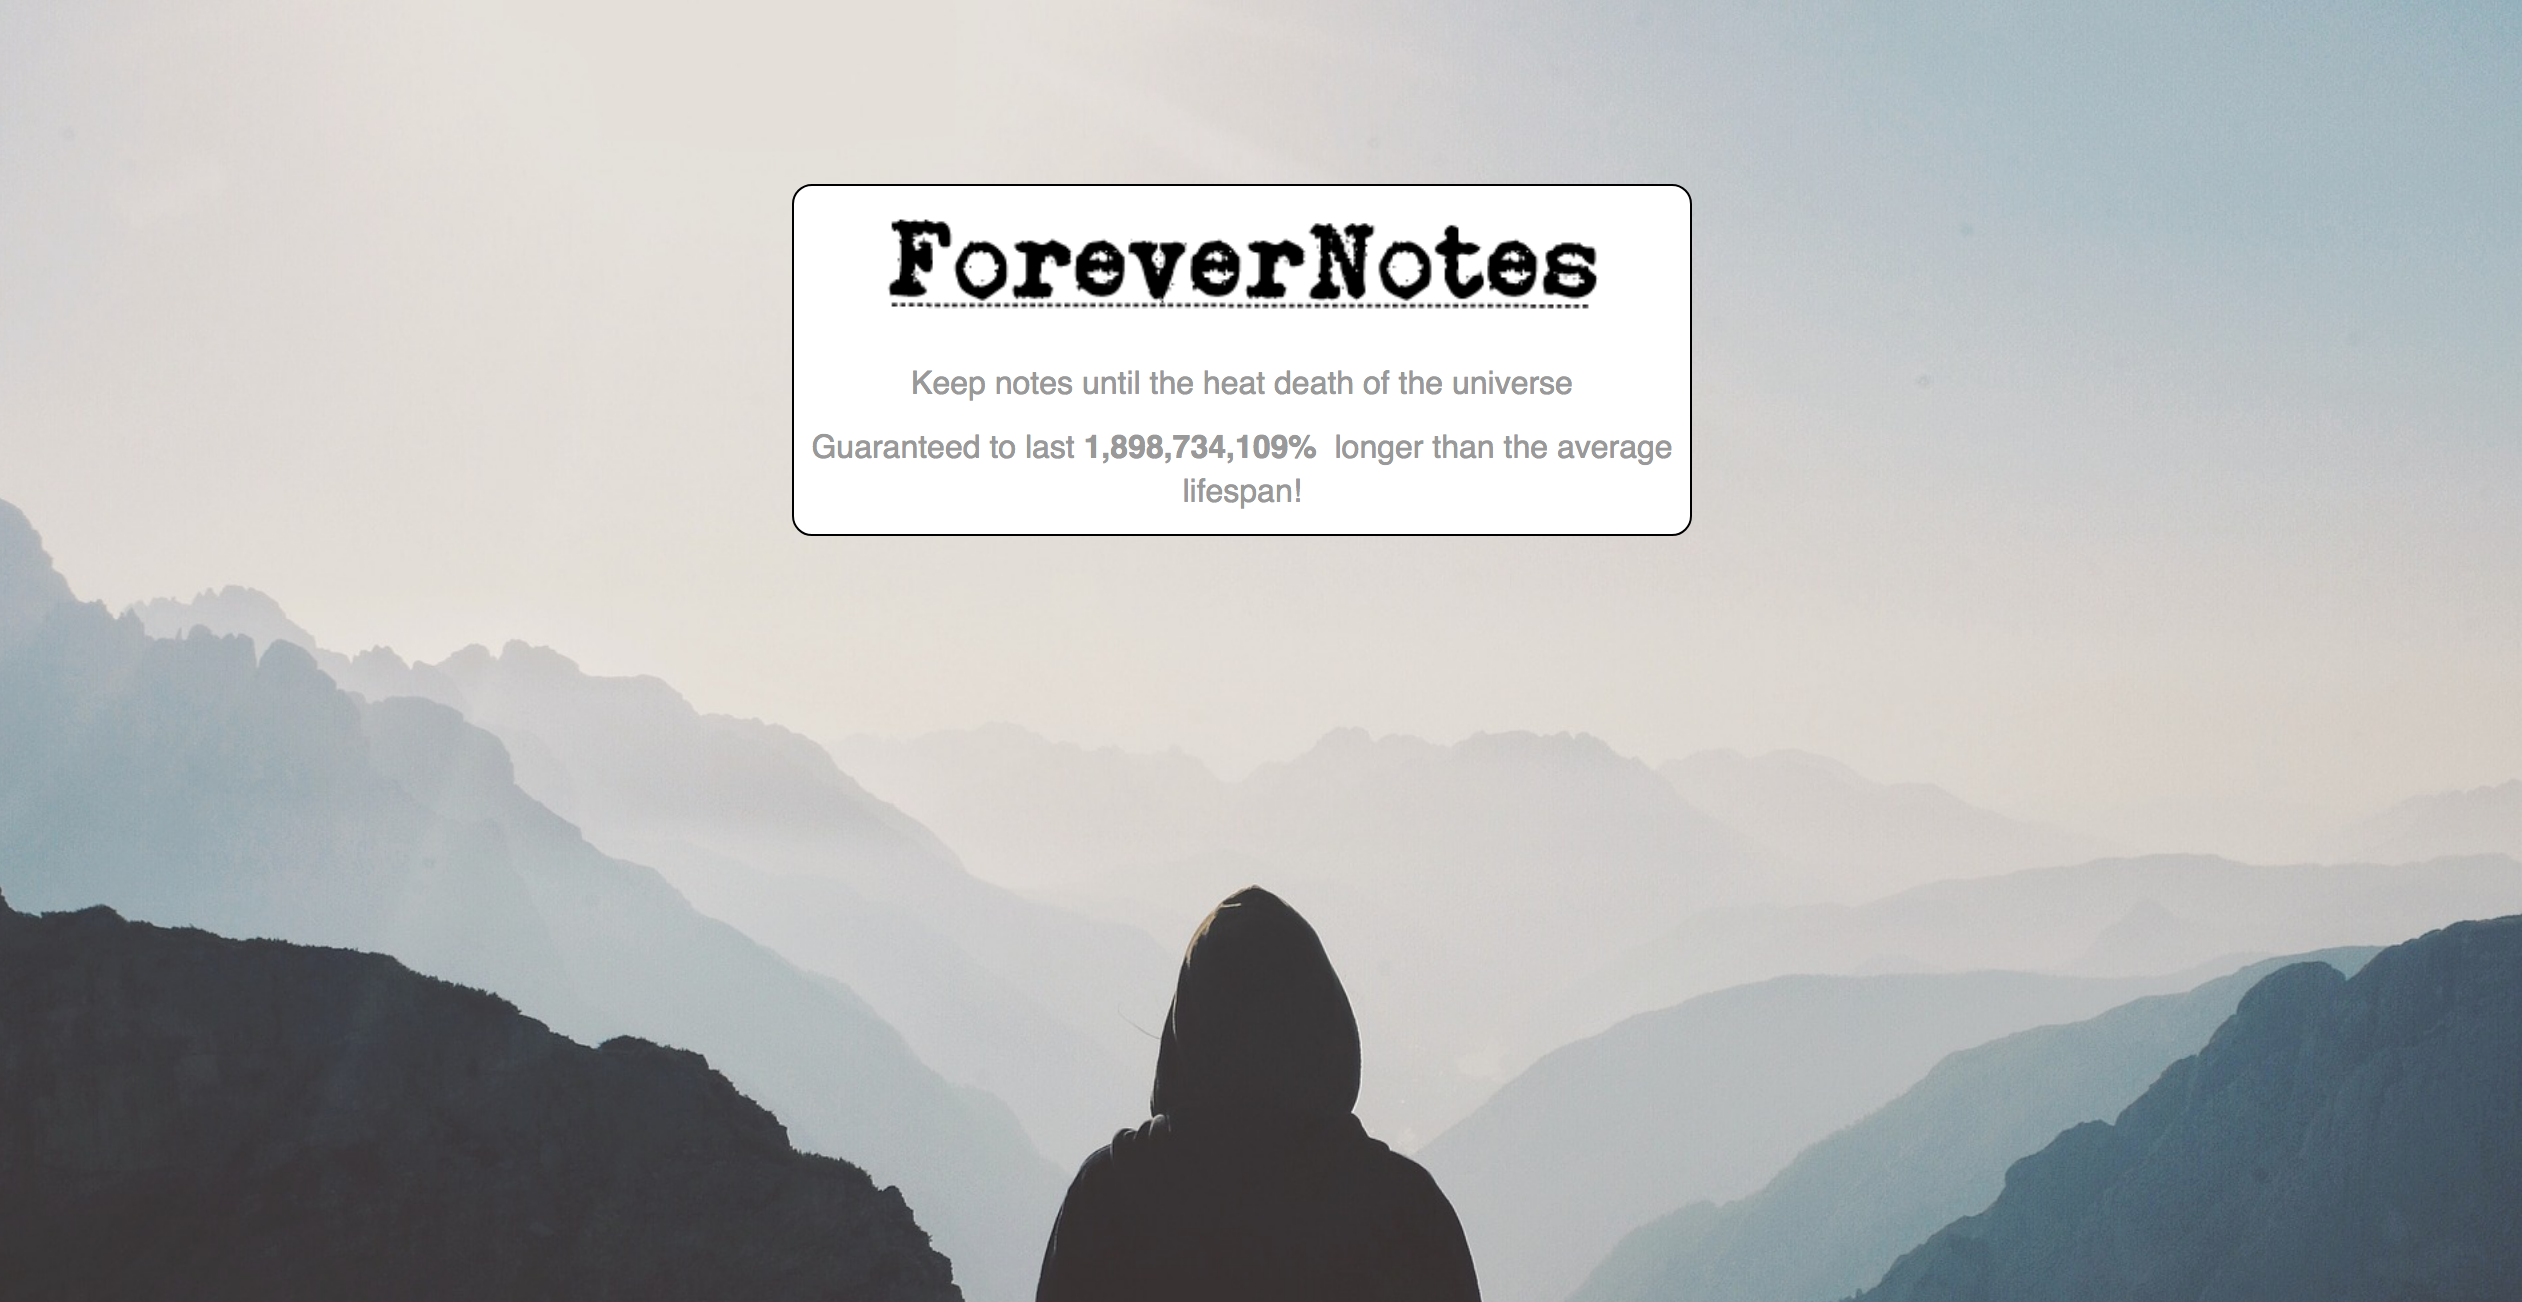 ForeverNotes
Keep notes until the heat death of the universe
Guaranteed to last 1,898,734,109% longer than the average
lifespan!